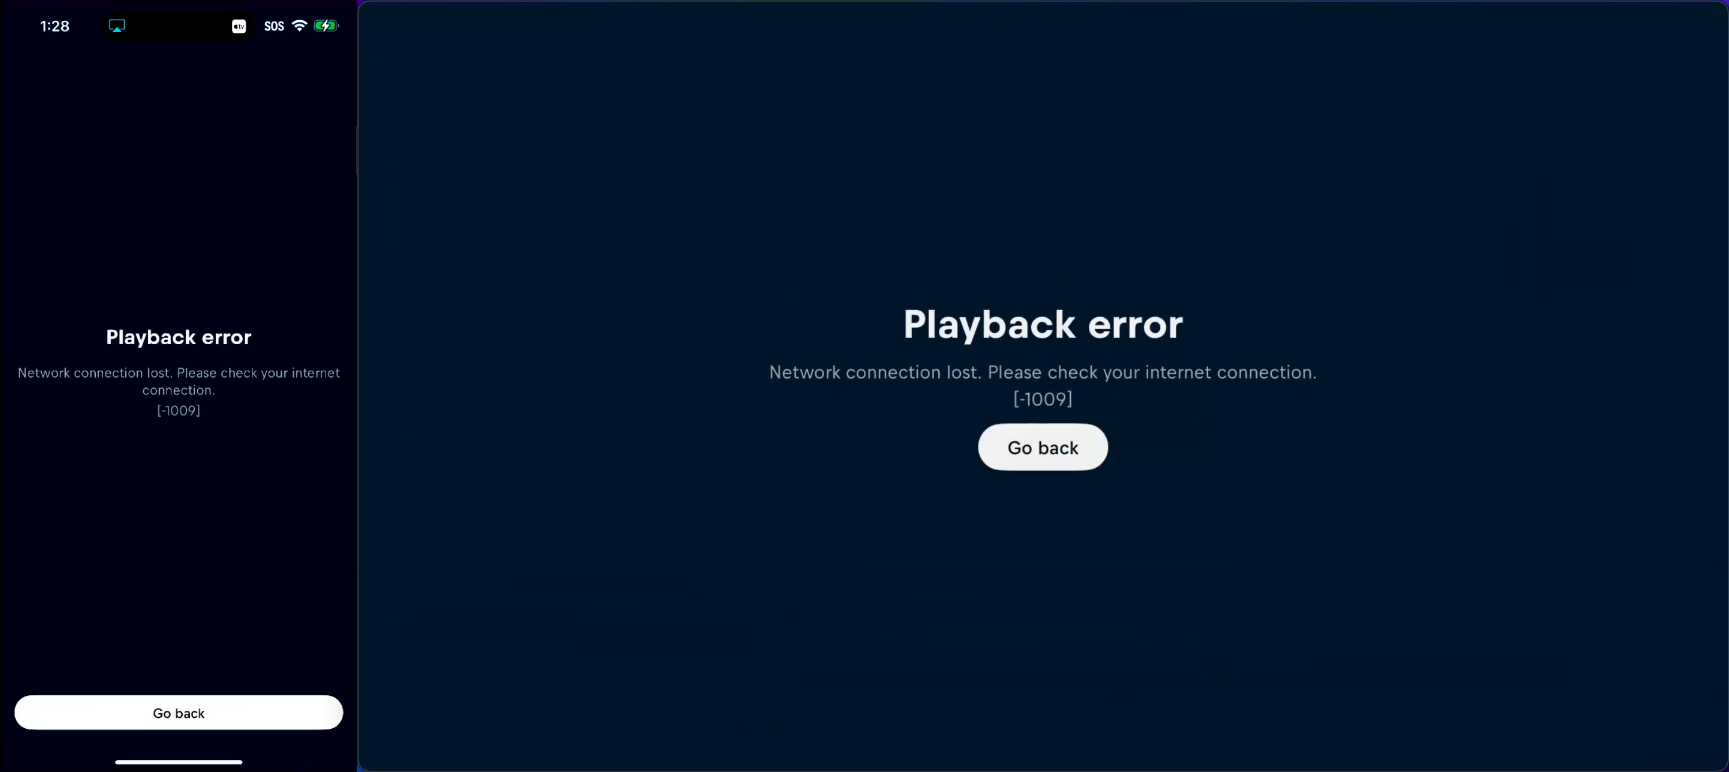 1:28
tv
SOS
Playback error
Network connection lost. Please check your internet
connection.
[-1009]
Go back
Playback error
Network connection lost. Please check your internet connection.
[-1009]
Go back